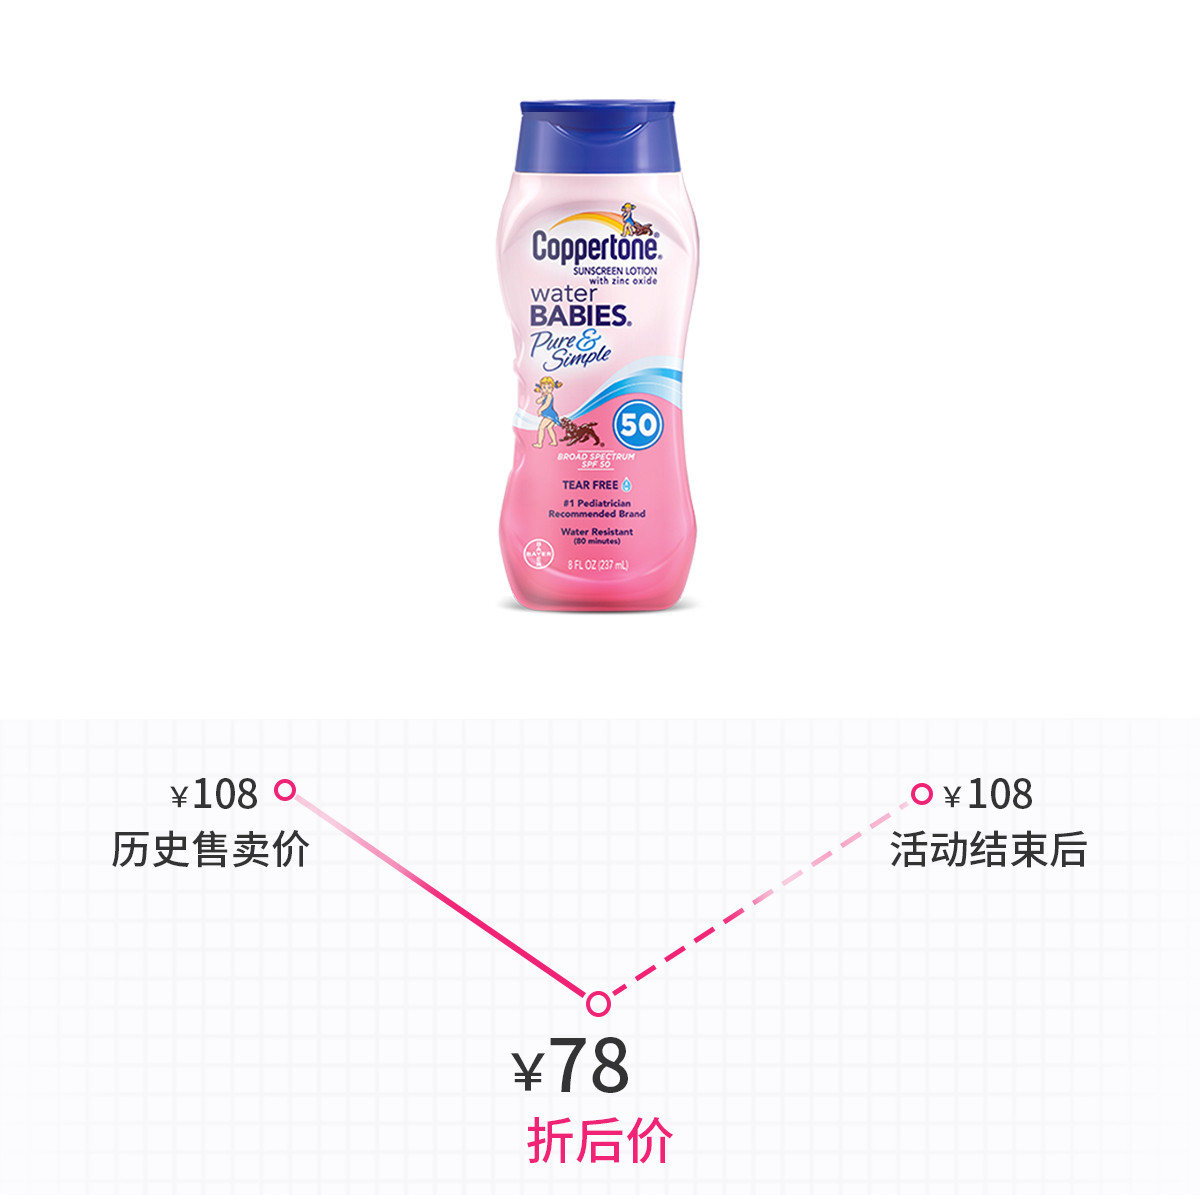 Coppertone®
SUNSCREEN LOTION
with zinc oxide
water
BABIES®
Pure &
Simple
50
BROAD SPECTRUM
SPF 50
TEAR FREE
#1 Pediatrician
Recommended Brand
Water Resistant
(80 minutes)
BAYER
8 FL OZ (237 mL)
¥108
历史售卖价
¥108
活动结束后
¥78
折后价